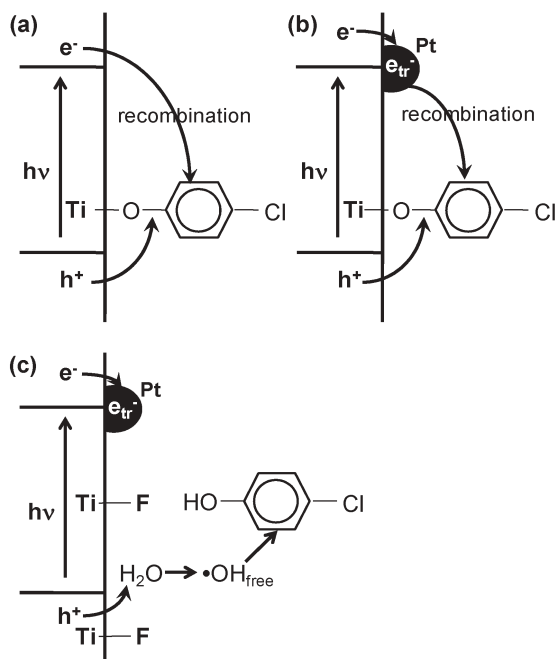 (a)
e⁻
recombination
hν
Ti O Cl
h⁺
(b)
e⁻ Pt
e_tr⁻
recombination
hν
Ti O Cl
h⁺
(c)
e⁻ Pt
e_tr⁻
Ti F
HO Cl
hν
H₂O •OH_free
h⁺
Ti F